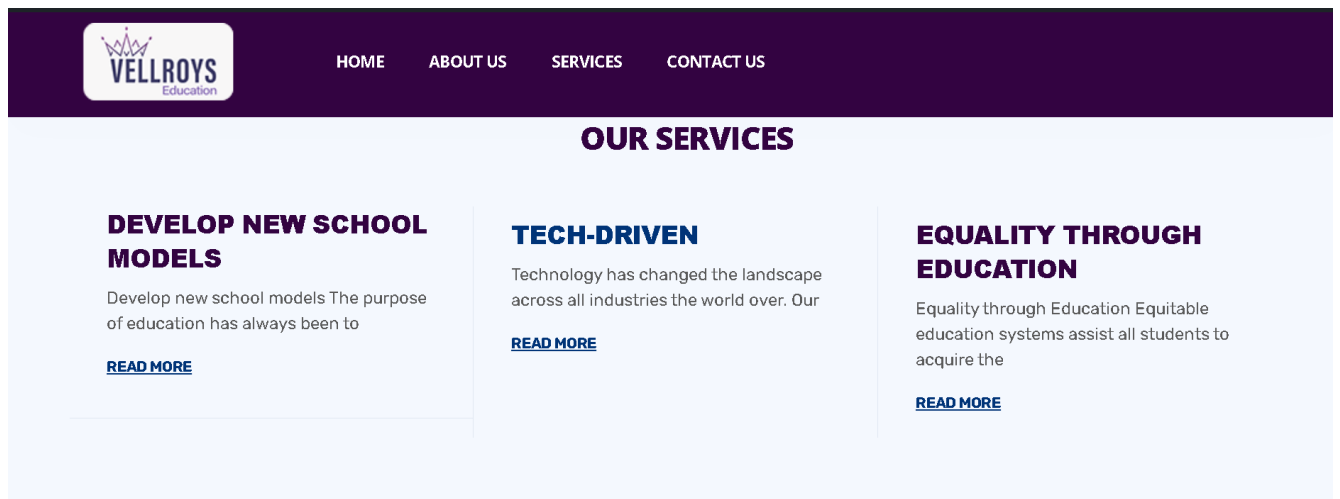 VELLROYS
Education
HOME ABOUT US SERVICES CONTACT US
OUR SERVICES
DEVELOP NEW SCHOOL
MODELS
Develop new school models The purpose
of education has always been to
READ MORE
TECH-DRIVEN
Technology has changed the landscape
across all industries the world over. Our
READ MORE
EQUALITY THROUGH
EDUCATION
Equality through Education Equitable
education systems assist all students to
acquire the
READ MORE